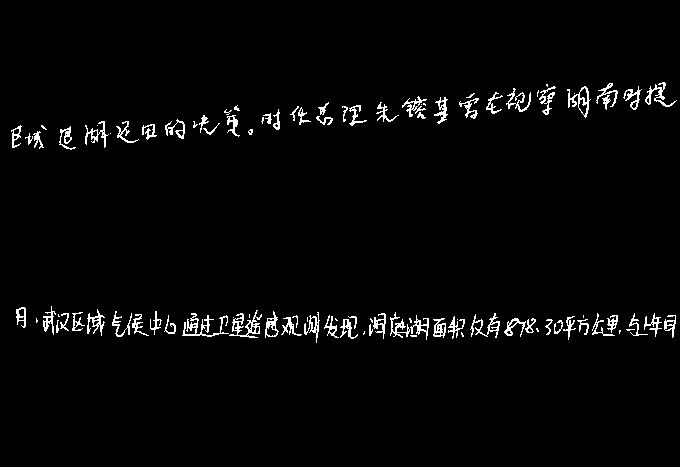 区域退湖还田的决策。时任总理朱镕基曾在视察湖南时提
月,武汉区域气候中心通过卫星遥感观测发现,洞庭湖面积仅有878.30平方公里,与上年同